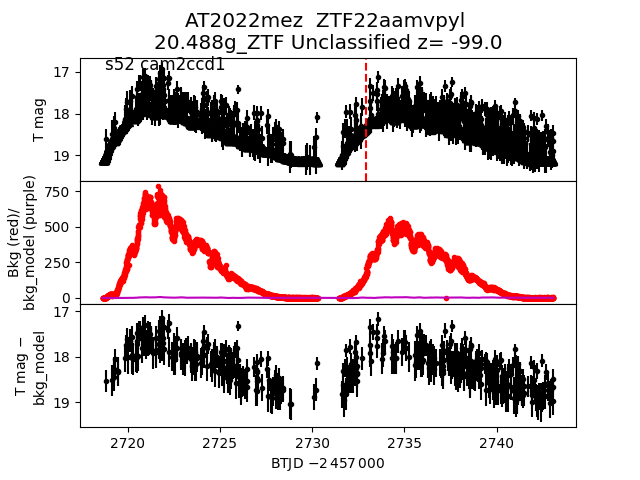 AT2022mez ZTF22aamvpyl
20.488g_ZTF Unclassified z= -99.0
s52 cam2ccd1
17
18
19
T mag
750
500
250
0
Bkg (red)/
bkg_model (purple)
17
18
19
T mag −
bkg_model
2720 2725 2730 2735 2740
BTJD −2 457 000